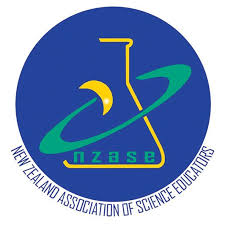 nzase
NEW ZEALAND ASSOCIATION OF SCIENCE EDUCATORS